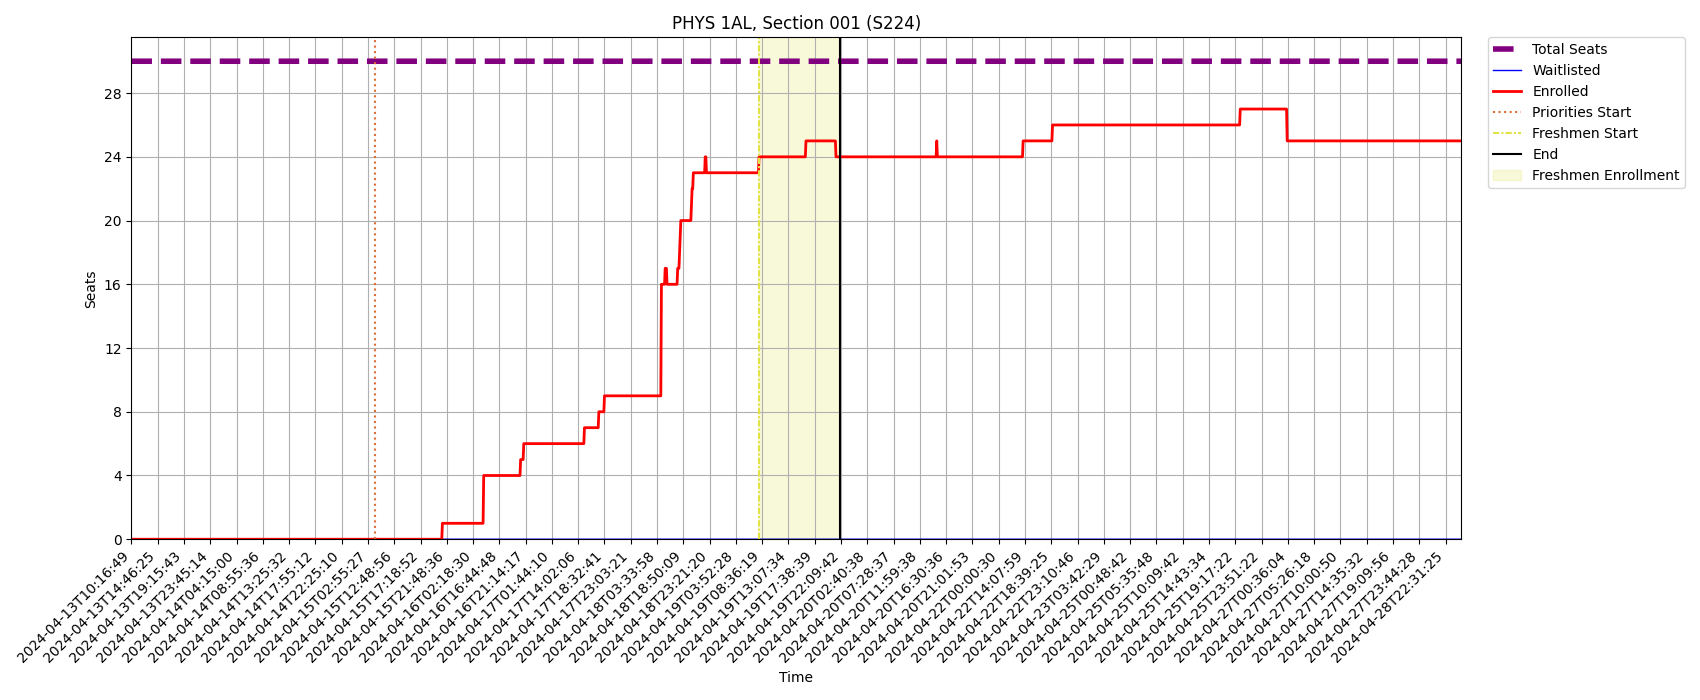 PHYS 1AL, Section 001 (S224)
Total Seats
Waitlisted
Enrolled
Priorities Start
Freshmen Start
End
Freshmen Enrollment
Seats
28
24
20
16
12
8
4
0
2024-04-13T10:16:49
2024-04-13T14:46:25
2024-04-13T19:15:43
2024-04-13T23:45:14
2024-04-14T04:15:00
2024-04-14T08:55:36
2024-04-14T13:25:32
2024-04-14T17:55:12
2024-04-14T22:25:10
2024-04-15T02:55:27
2024-04-15T12:48:56
2024-04-15T17:18:52
2024-04-15T21:48:36
2024-04-16T02:18:30
2024-04-16T16:44:48
2024-04-16T21:14:17
2024-04-17T01:44:10
2024-04-17T14:02:06
2024-04-17T18:32:41
2024-04-17T23:03:21
2024-04-18T03:33:58
2024-04-18T18:50:09
2024-04-18T23:21:20
2024-04-19T03:52:28
2024-04-19T08:36:19
2024-04-19T13:07:34
2024-04-19T17:38:39
2024-04-19T22:09:42
2024-04-20T02:40:38
2024-04-20T07:28:37
2024-04-20T11:59:38
2024-04-20T16:30:36
2024-04-20T21:01:53
2024-04-22T00:00:30
2024-04-22T14:07:59
2024-04-22T18:39:25
2024-04-22T23:10:46
2024-04-23T03:42:29
2024-04-25T00:48:42
2024-04-25T05:35:48
2024-04-25T10:09:42
2024-04-25T14:43:34
2024-04-25T19:17:22
2024-04-25T23:51:22
2024-04-27T00:36:04
2024-04-27T05:26:18
2024-04-27T10:00:50
2024-04-27T14:35:32
2024-04-27T19:09:56
2024-04-27T23:44:28
2024-04-28T22:31:25
Time